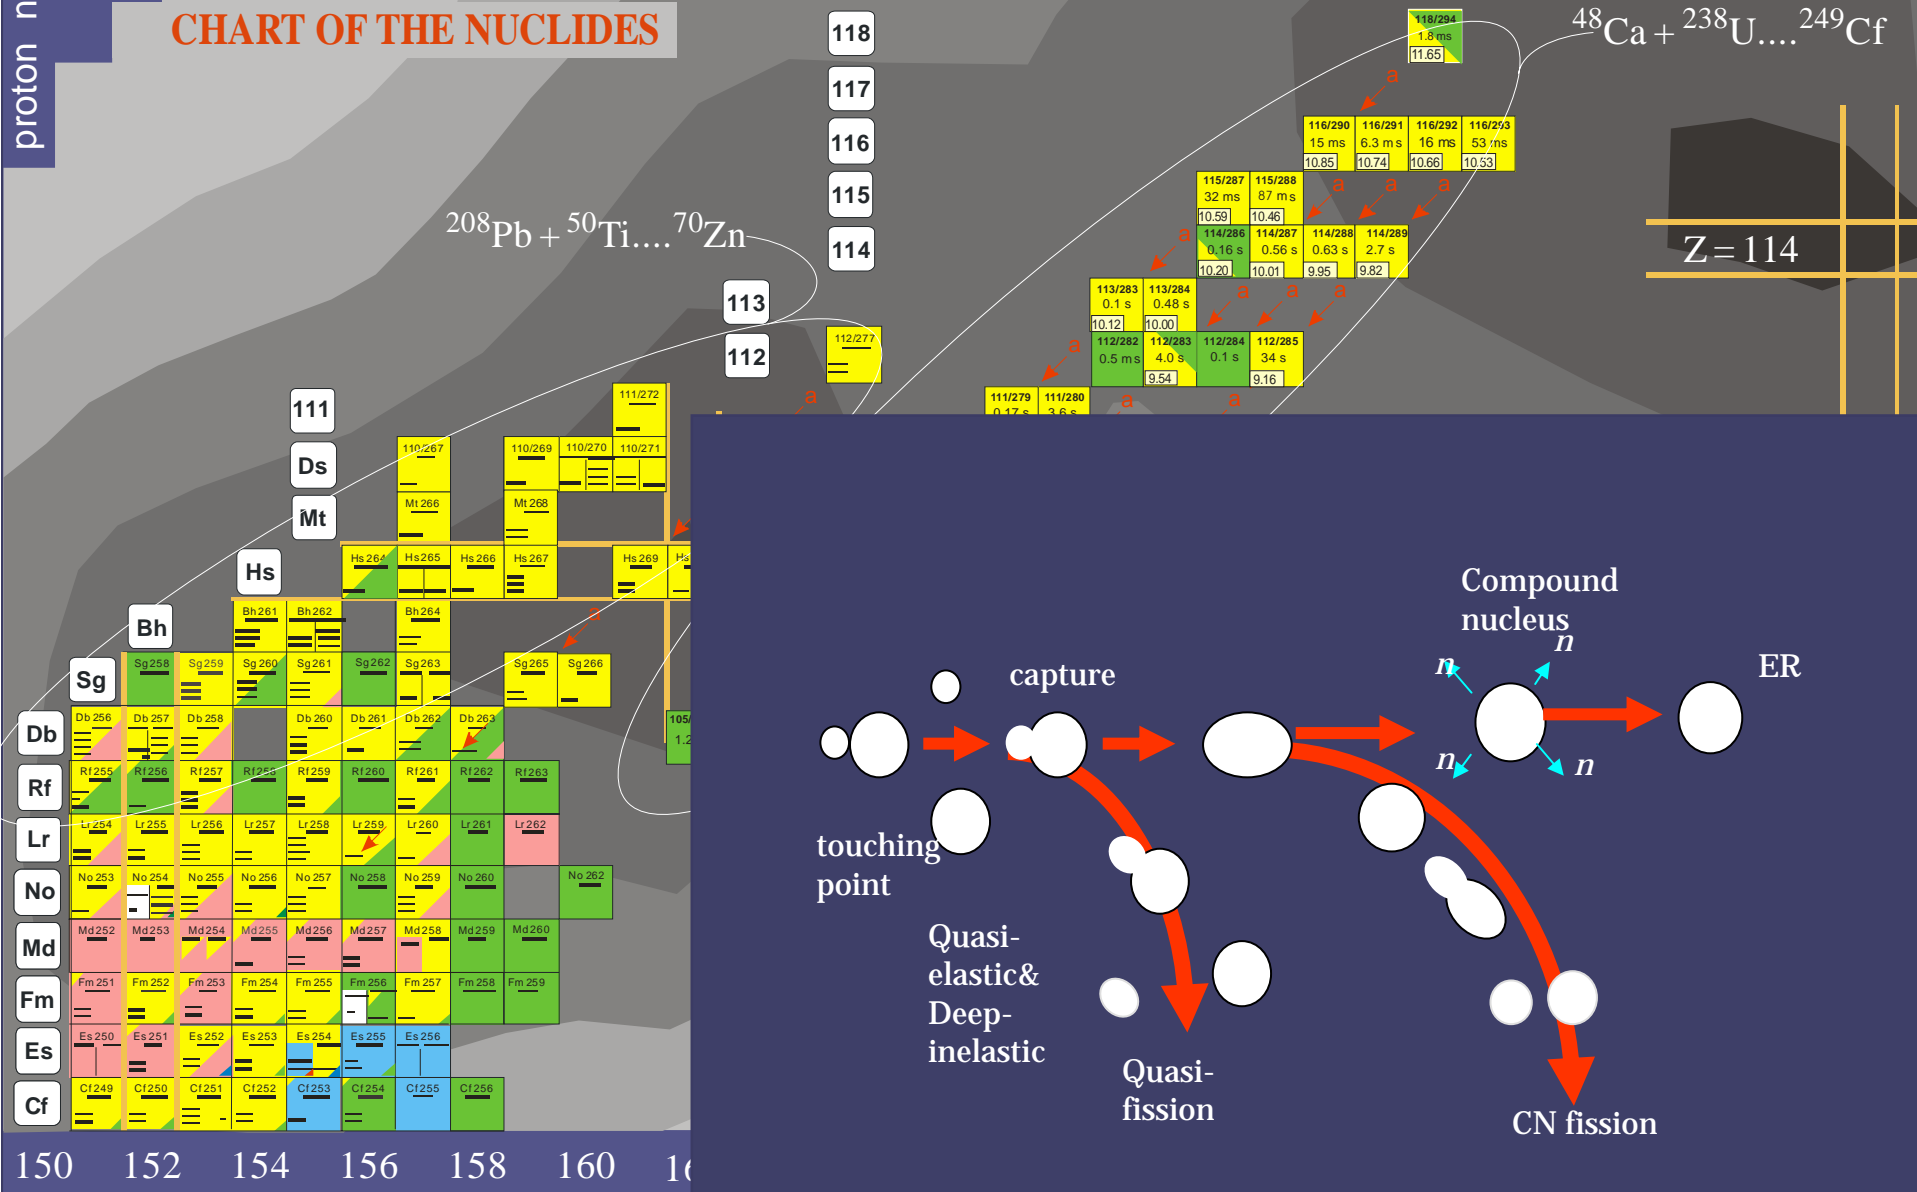 proton n
CHART OF THE NUCLIDES
118
117
116
115
114
113
112
111
Ds
Mt
Hs
Bh
Sg
Db
Rf
Lr
No
Md
Fm
Es
Cf
208Pb + 50Ti.... 70Zn
48Ca + 238U.... 249Cf
Z = 114
118/294
1.8 ms
11.65
a
116/290 116/291 116/292 116/293
15 ms 6.3 ms 16 ms 53 ms
10.85 10.74 10.66 10.53
a a a
115/287 115/288
32 ms 87 ms
10.59 10.46
a
114/286 114/287 114/288 114/289
0.16 s 0.56 s 0.63 s 2.7 s
10.20 10.01 9.95 9.82
a a a
113/283 113/284
0.1 s 0.48 s
10.12 10.00
a
112/282 112/283 112/284 112/285
0.5 ms 4.0 s 0.1 s 34 s
9.54 9.16
a a
111/279 111/280
0.17 s 3.6 s
112/277
a
111/272
110/267 110/269 110/270 110/271
Mt 266 Mt 268
Hs 264 Hs 265 Hs 266 Hs 267 Hs 269 Hs
Bh 261 Bh 262 Bh 264
a
Sg 258 Sg 259 Sg 260 Sg 261 Sg 262 Sg 263 Sg 265 Sg 266
Db 256 Db 257 Db 258 Db 260 Db 261 Db 262 Db 263
105/
1.2
Rf 255 Rf 256 Rf 257 Rf 258 Rf 259 Rf 260 Rf 261 Rf 262 Rf 263
Lr 254 Lr 255 Lr 256 Lr 257 Lr 258 Lr 259 Lr 260 Lr 261 Lr 262
No 253 No 254 No 255 No 256 No 257 No 258 No 259 No 260 No 262
Md 252 Md 253 Md 254 Md 255 Md 256 Md 257 Md 258 Md 259 Md 260
Fm 251 Fm 252 Fm 253 Fm 254 Fm 255 Fm 256 Fm 257 Fm 258 Fm 259
Es 250 Es 251 Es 252 Es 253 Es 254 Es 255 Es 256
Cf 249 Cf 250 Cf 251 Cf 252 Cf 253 Cf 254 Cf 255 Cf 256
150 152 154 156 158 160 16
Compound
nucleus
n
n
n
n
ER
capture
touching
point
Quasi-
elastic&
Deep-
inelastic
Quasi-
fission
CN fission